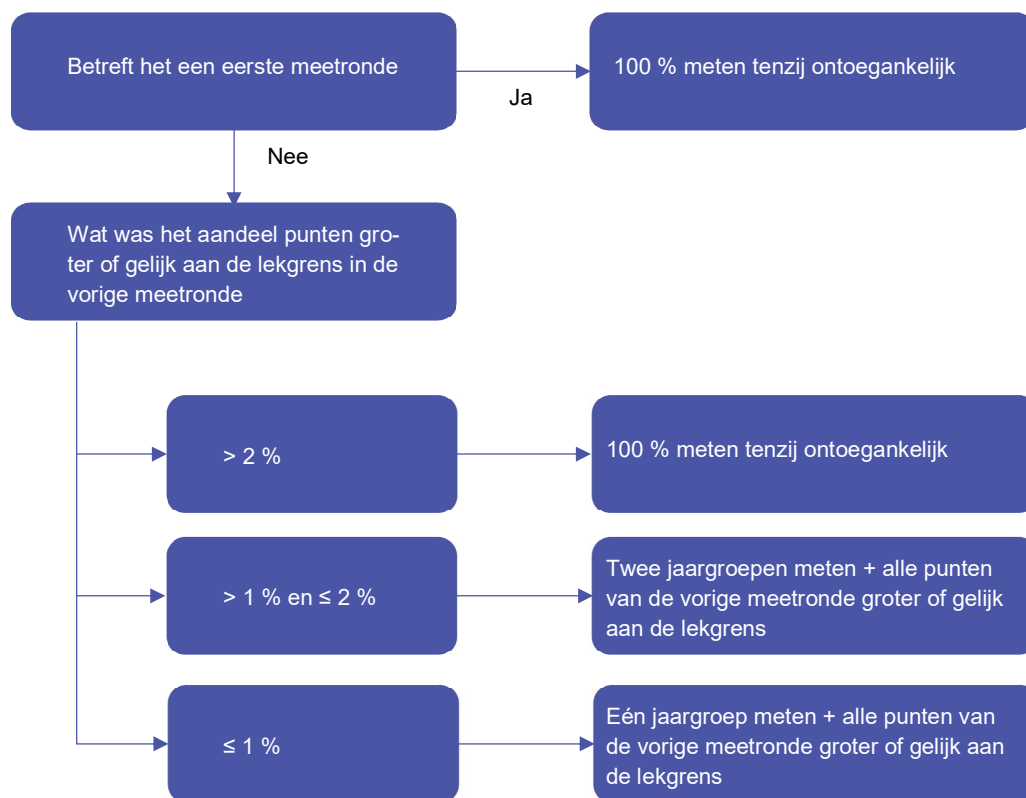 Betreft het een eerste meetronde
100 % meten tenzij ontoegankelijk
Ja
Nee
Wat was het aandeel punten gro-
ter of gelijk aan de lekgrens in de
vorige meetronde
> 2 %
100 % meten tenzij ontoegankelijk
> 1 % en ≤ 2 %
Twee jaargroepen meten + alle punten
van de vorige meetronde groter of gelijk
aan de lekgrens
≤ 1 %
Eén jaargroep meten + alle punten van
de vorige meetronde groter of gelijk aan
de lekgrens